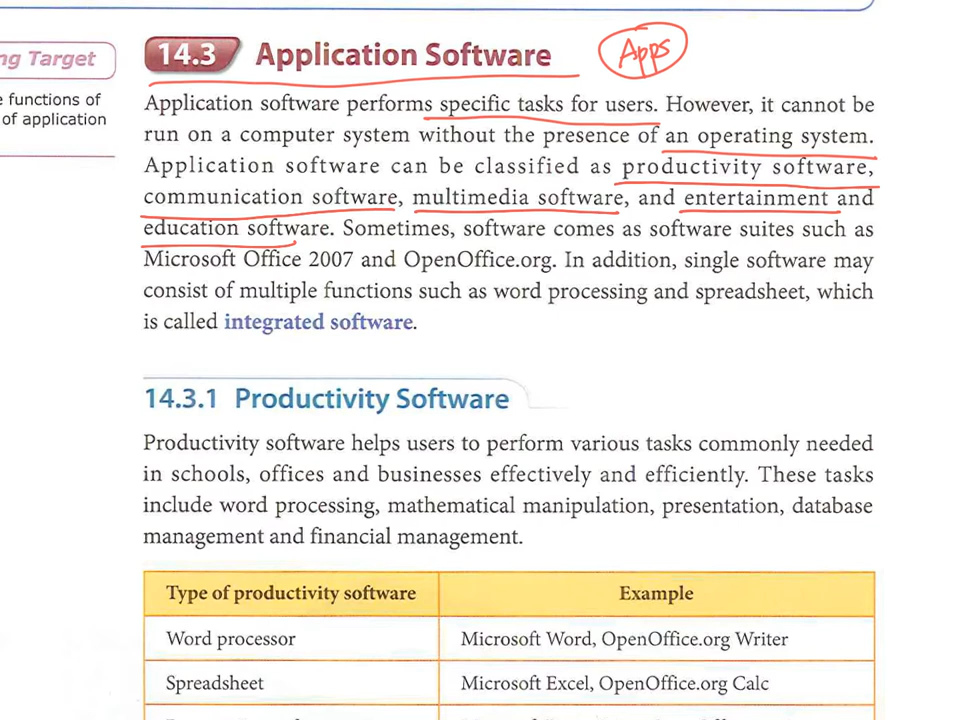 14.3 Application Software Apps
ng Target
e functions of
of application
Application software performs specific tasks for users. However, it cannot be
run on a computer system without the presence of an operating system.
Application software can be classified as productivity software,
communication software, multimedia software, and entertainment and
education software. Sometimes, software comes as software suites such as
Microsoft Office 2007 and OpenOffice.org. In addition, single software may
consist of multiple functions such as word processing and spreadsheet, which
is called integrated software.
14.3.1 Productivity Software
Productivity software helps users to perform various tasks commonly needed
in schools, offices and businesses effectively and efficiently. These tasks
include word processing, mathematical manipulation, presentation, database
management and financial management.
Type of productivity software Example
Word processor Microsoft Word, OpenOffice.org Writer
Spreadsheet Microsoft Excel, OpenOffice.org Calc